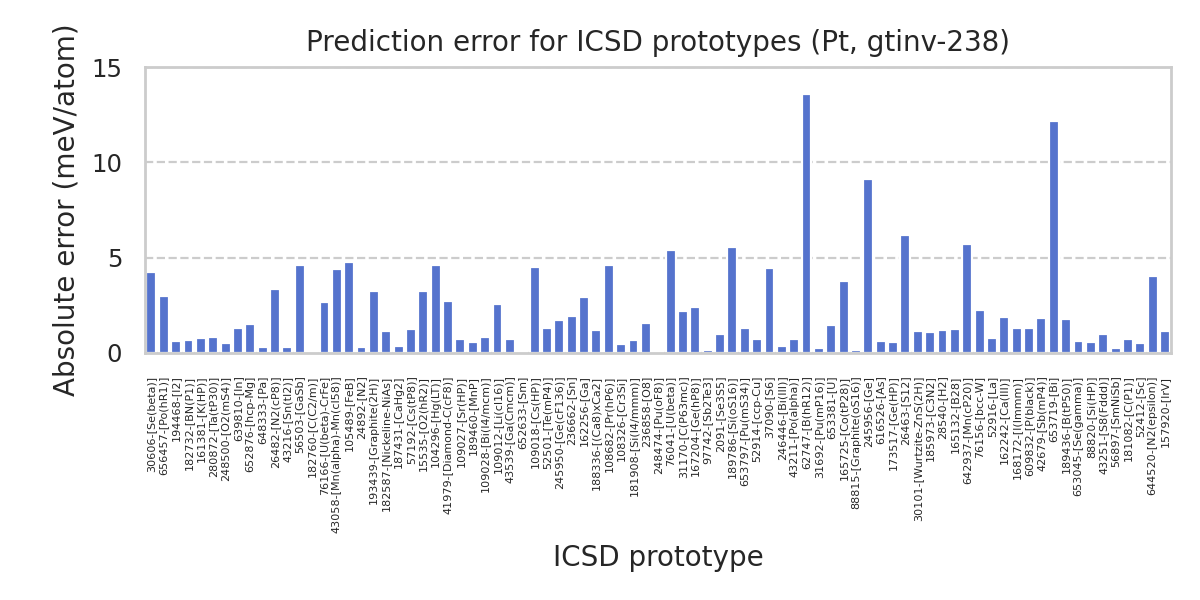 Prediction error for ICSD prototypes (Pt, gtinv-238)
Absolute error (meV/atom)
15
10
5
0
30606-[Se(beta)]
656457-[Po(hR1)]
194468-[I2]
182732-[BN(P1)]
161381-[K(HP)]
280872-[Ta(tP30)]
248500-[O2(mS4)]
639810-[In]
652876-[hcp-Mg]
648333-[Pa]
26482-[N2(cP8)]
43216-[Sn(tI2)]
56503-[GaSb]
182760-[C(C2/m)]
76166-[U(beta)-CrFe]
43058-[Mn(alpha)-Mn(cI58)]
105489-[FeB]
24892-[N2]
193439-[Graphite(2H)]
182587-[Nickeline-NiAs]
187431-[CaHg2]
57192-[Cs(tP8)]
15535-[O2(hR2)]
104296-[Hg(LT)]
41979-[Diamond-C(cF8)]
109027-[Sr(HP)]
189460-[MnP]
109028-[Bi(I4/mcm)]
109012-[Li(cI16)]
43539-[Ga(Cmcm)]
652633-[Sm]
109018-[Cs(HP)]
52501-[Te(mP4)]
245950-[Ge(cF136)]
236662-[Sn]
162256-[Ga]
188336-[(Ca8)xCa2]
108682-[Pr(hP6)]
108326-[Cr3Si]
181908-[Si(I4/mmm)]
236858-[O8]
248474-[Pu(oF8)]
76041-[U(beta)]
31170-[C(P63mc)]
167204-[Ge(hP8)]
97742-[Sb2Te3]
2091-[Se3S5]
189786-[Si(oS16)]
653797-[Pu(mS34)]
52914-[ccp-Cu]
37090-[S6]
246446-[Bi(III)]
43211-[Po(alpha)]
62747-[B(hR12)]
31692-[Pu(mP16)]
653381-[U]
165725-[Co(tP28)]
88815-[Graphite(oS16)]
245956-[Ge]
616526-[As]
173517-[Ge(HP)]
26463-[S12]
30101-[Wurtzite-ZnS(2H)]
185973-[C3N2]
28540-[H2]
165132-[B28]
642937-[Mn(cP20)]
76156-[bcc-W]
52916-[La]
162242-[Ca(III)]
168172-[I(Immm)]
609832-[P(black)]
42679-[Sb(mP4)]
653719-[Bi]
189436-[B(tP50)]
653045-[Se(gamma)]
88820-[Si(HP)]
43251-[S8(Fddd)]
56897-[SmNiSb]
181082-[C(P1)]
52412-[Sc]
644520-[N2(epsilon)]
157920-[IrV]
ICSD prototype